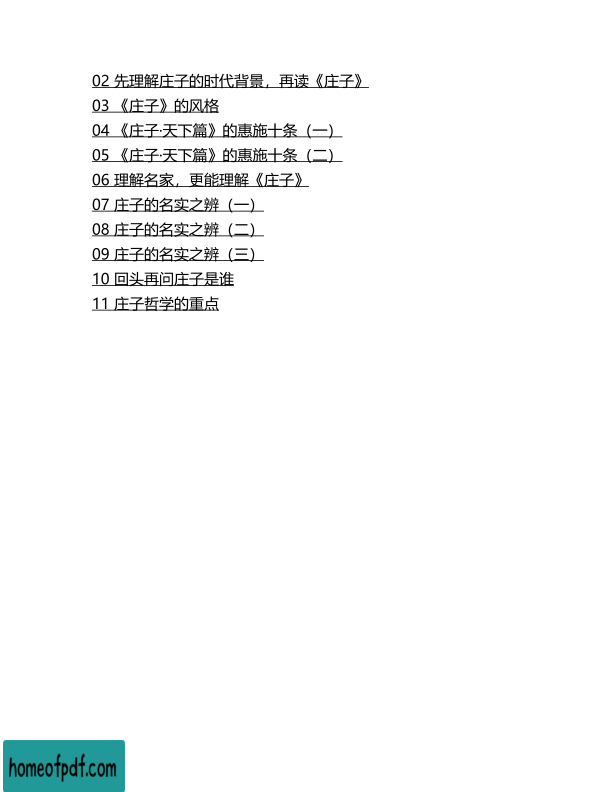 02 先理解庄子的时代背景，再读《庄子》
03 《庄子》的风格
04 《庄子·天下篇》的惠施十条（一）
05 《庄子·天下篇》的惠施十条（二）
06 理解名家，更能理解《庄子》
07 庄子的名实之辨（一）
08 庄子的名实之辨（二）
09 庄子的名实之辨（三）
10 回头再问庄子是谁
11 庄子哲学的重点
homeofpdf.com